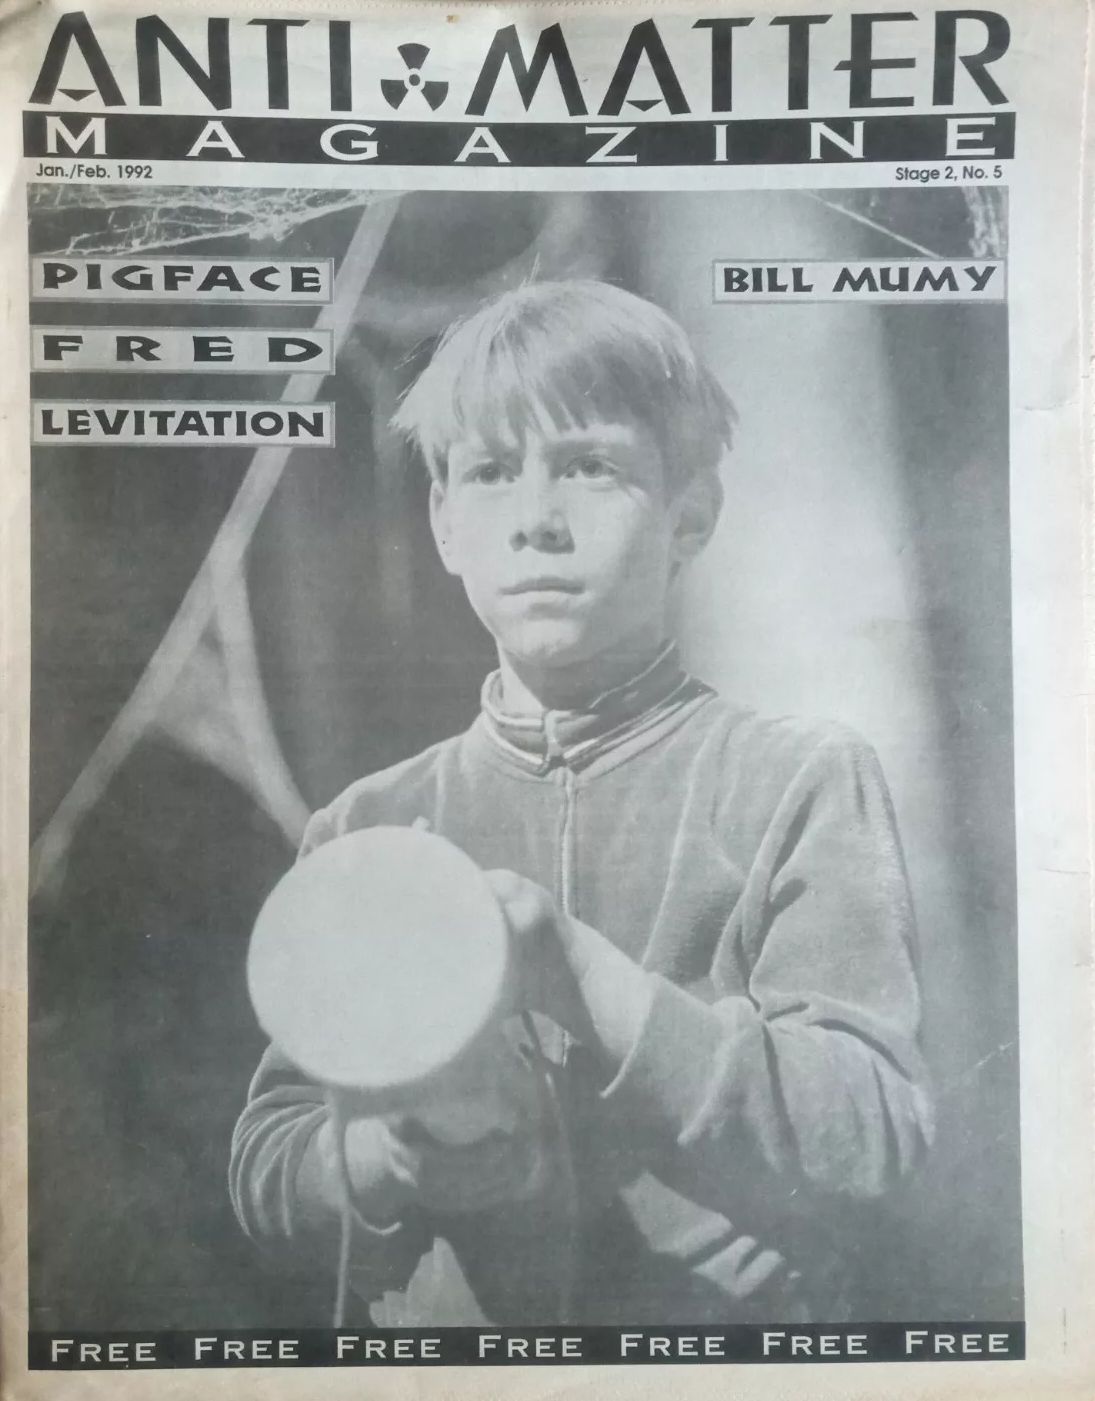 ANTI MATTER
MAGAZINE
Jan./Feb. 1992
Stage 2, No. 5
PIGFACE
BILL MUMY
FRED
LEVITATION
FREE FREE FREE FREE FREE FREE FREE